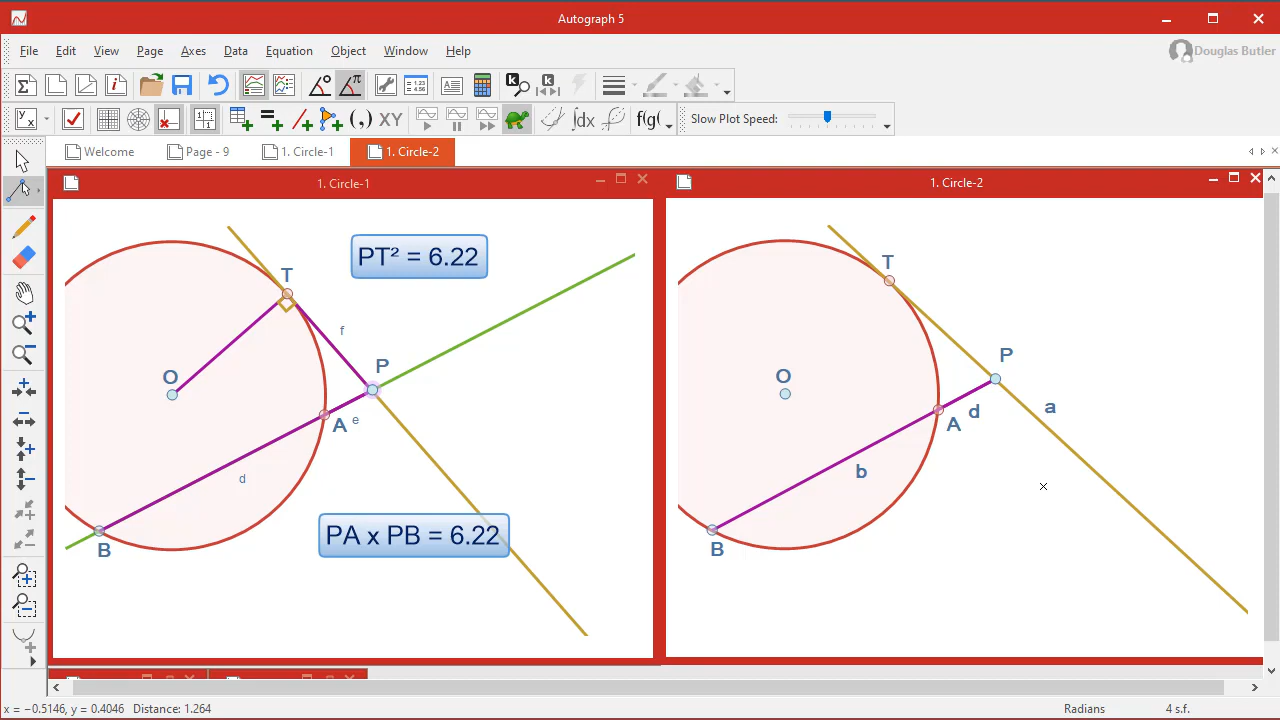 Autograph 5
File Edit View Page Axes Data Equation Object Window Help
Douglas Butler
Slow Plot Speed:
Welcome Page - 9 1. Circle-1 1. Circle-2
1. Circle-1
PT² = 6.22
T
f
O
P
A
e
d
B
PA x PB = 6.22
1. Circle-2
T
P
O
a
d
A
b
B
x = −0.5146, y = 0.4046 Distance: 1.264
Radians
4 s.f.